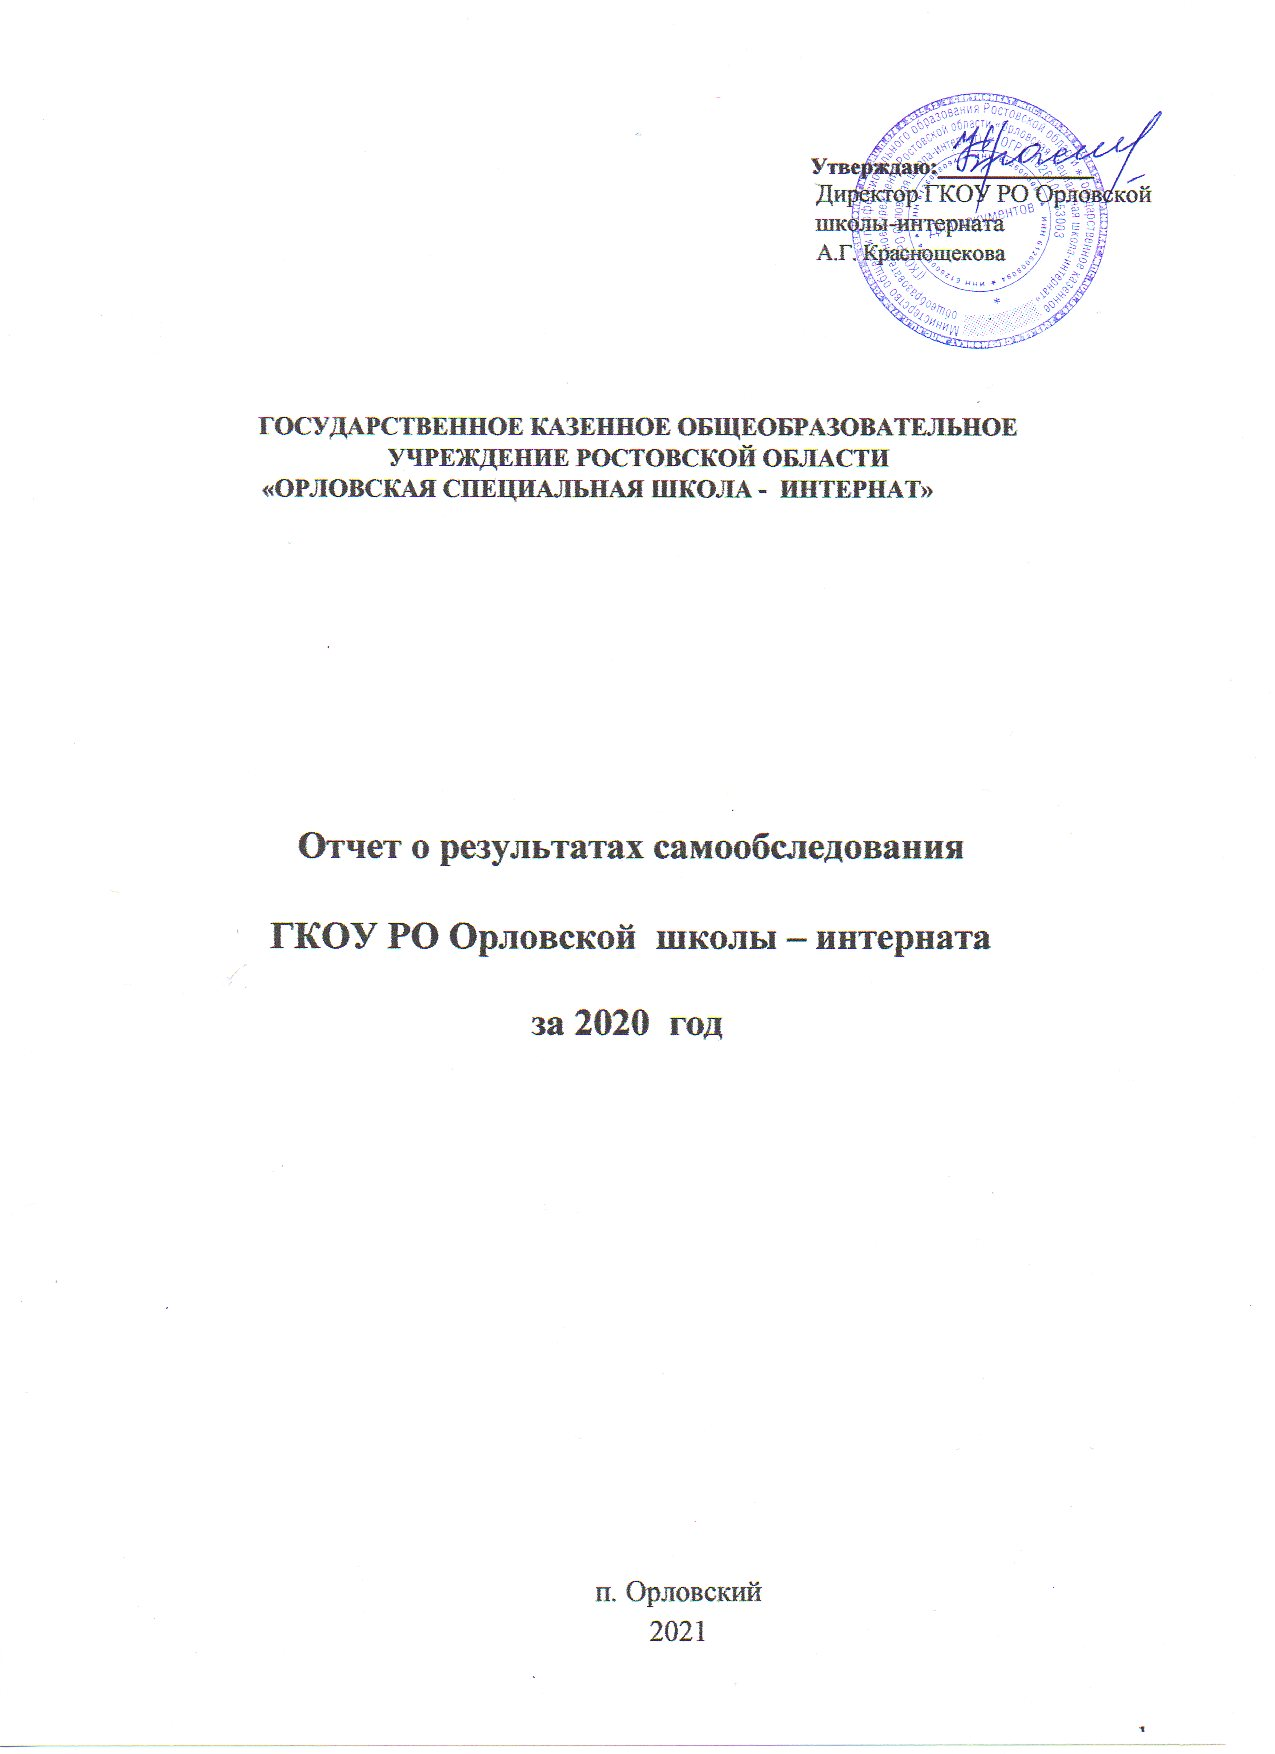 Утверждаю:
Директор ГКОУ РО Орловской
школы-интерната
А.Г. Краснощекова
ГОСУДАРСТВЕННОЕ КАЗЕННОЕ ОБЩЕОБРАЗОВАТЕЛЬНОЕ
УЧРЕЖДЕНИЕ РОСТОВСКОЙ ОБЛАСТИ
«ОРЛОВСКАЯ СПЕЦИАЛЬНАЯ ШКОЛА - ИНТЕРНАТ»
Отчет о результатах самообследования
ГКОУ РО Орловской школы – интерната
за 2020 год
п. Орловский
2021
1